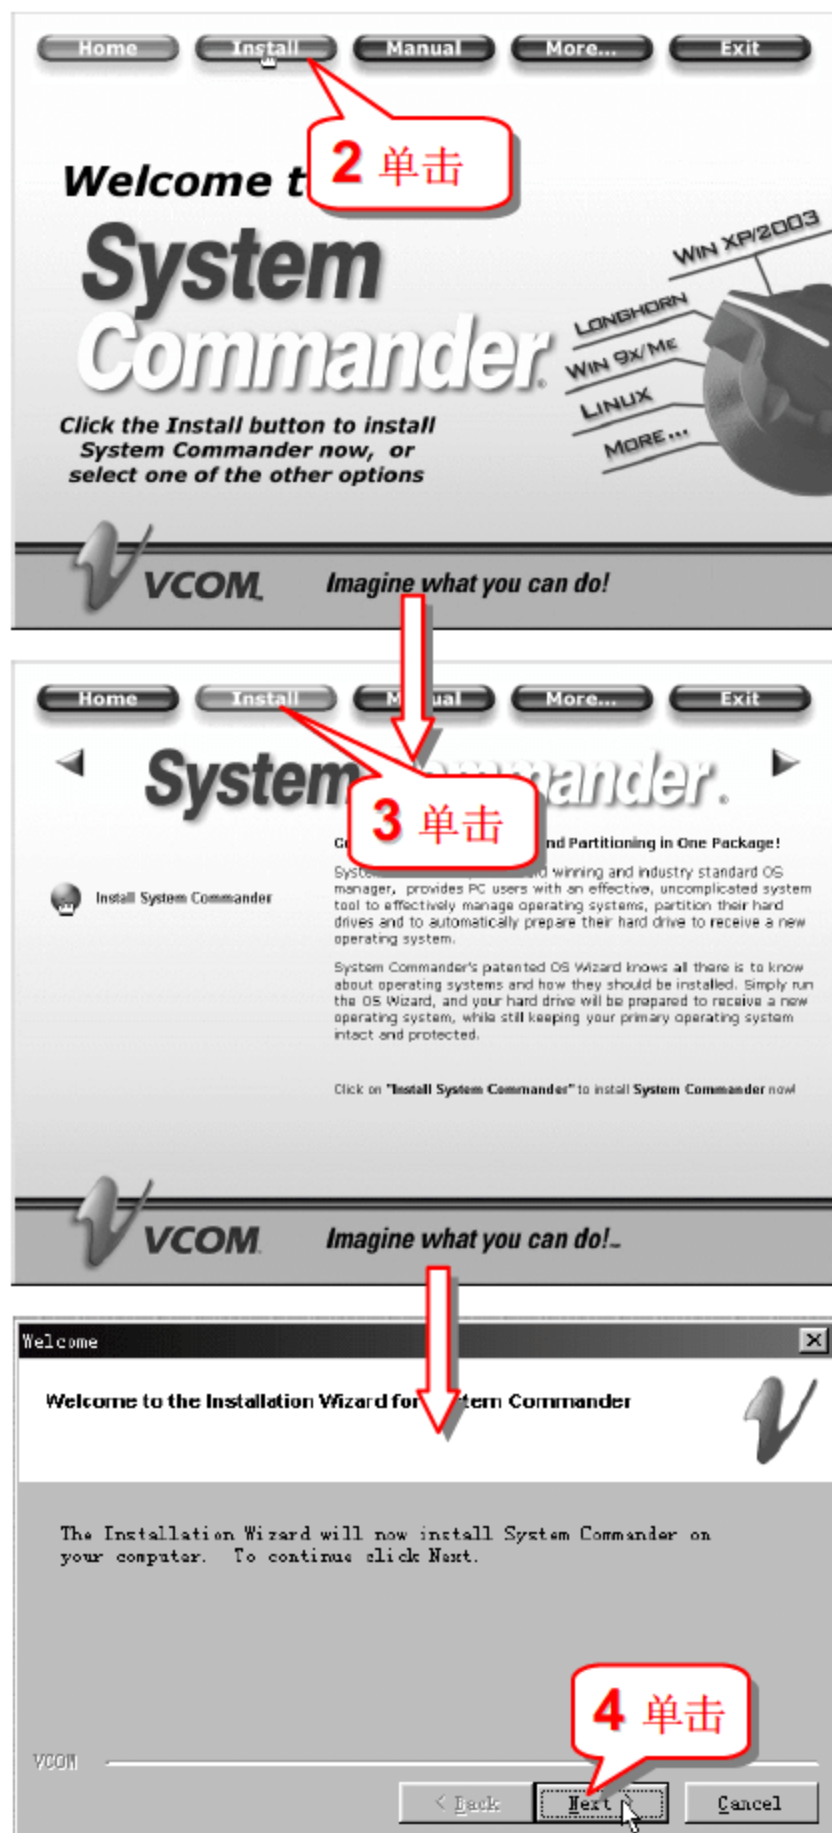 Home Install Manual More... Exit
2 单击
Welcome t
System
Commander®
WIN XP/2003
LONGHORN
WIN 9X/ME
LINUX
MORE...
Click the Install button to install
System Commander now, or
select one of the other options
VCOM Imagine what you can do!
Home Install M ual More... Exit
System mmander®
3 单击
nd Partitioning in One Package!
Install System Commander
Syst winning and industry standard OS
manager, provides PC users with an effective, uncomplicated system
tool to effectively manage operating systems, partition their hard
drives and to automatically prepare their hard drive to receive a new
operating system.
System Commander's patented OS Wizard knows all there is to know
about operating systems and how they should be installed. Simply run
the OS Wizard, and your hard drive will be prepared to receive a new
operating system, while still keeping your primary operating system
intact and protected.
Click on "Install System Commander" to install System Commander now!
VCOM Imagine what you can do!
Welcome
Welcome to the Installation Wizard for tem Commander
The Installation Wizard will now install System Commander on
your computer. To continue click Next.
4 单击
VCOM
< Back Next > Cancel